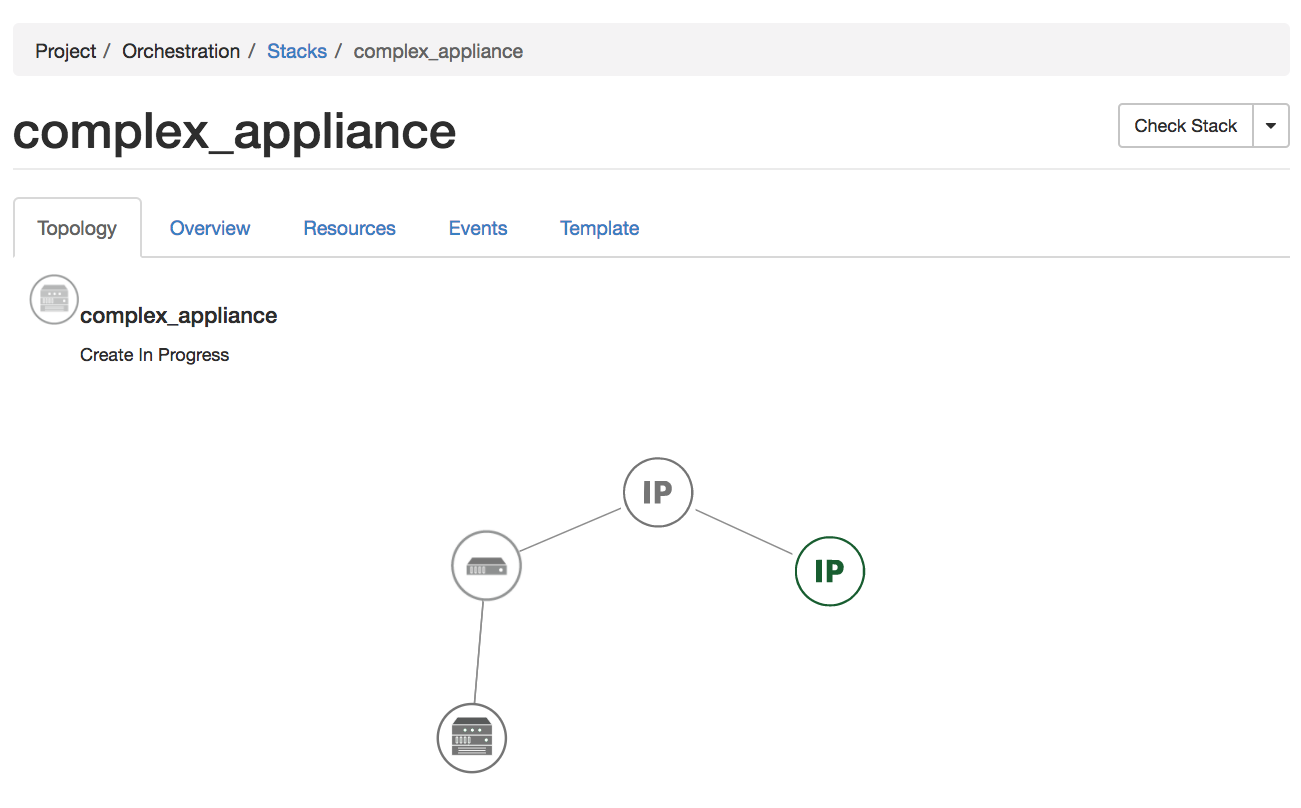 Project / Orchestration / Stacks / complex_appliance
complex_appliance
Check Stack
Topology Overview Resources Events Template
complex_appliance
Create In Progress
IP
IP